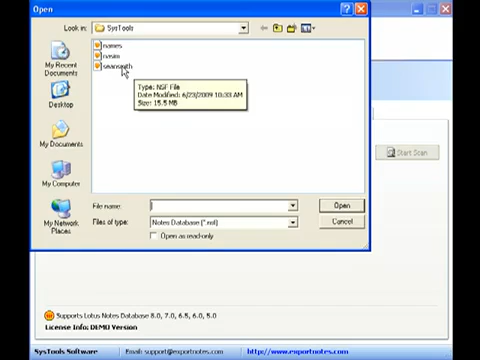 Open
Look in: SysTools
names
nasim
Type: NSF File
Date Modified: 6/23/2009 10:33 AM
Size: 15.5 MB
My Recent
Documents
Desktop
My Documents
My Computer
My Network
Places
File name:
Open
Files of type: Notes Database (*.nsf)
Cancel
Open as read-only
Start Scan
Supports Lotus Notes Database 8.0, 7.0, 6.5, 6.0, 5.0
License Info: DEMO Version
SysTools Software
Email: support@exportnotes.com
http://www.exportnotes.com